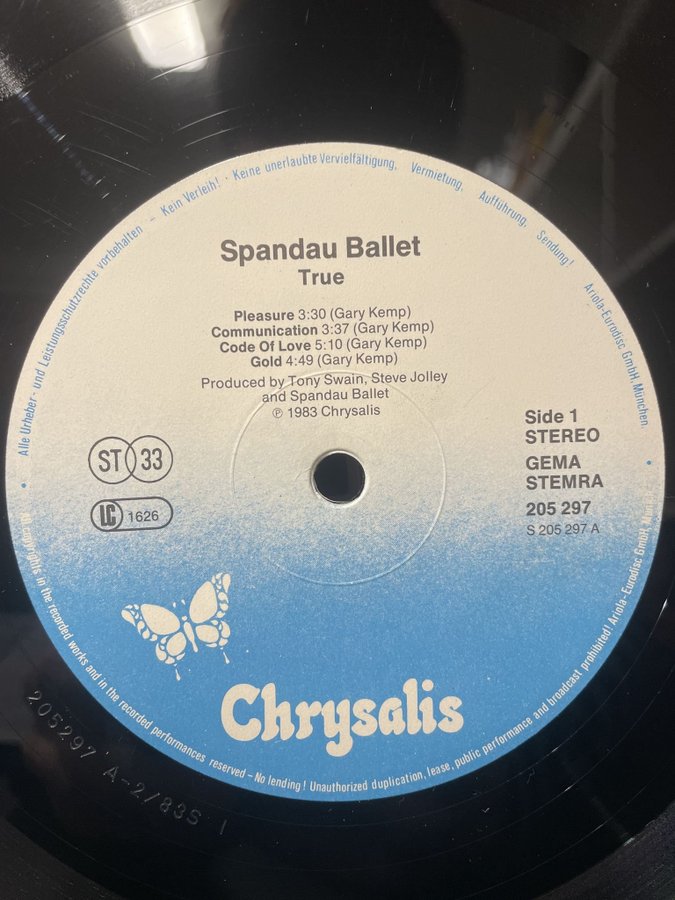 Alle Urheber- und Leistungsschutzrechte vorbehalten - Kein Verleih! · Keine unerlaubte Vervielfältigung, Vermietung, Aufführung, Sendung! Ariola-Eurodisc GmbH, München
Spandau Ballet
True
Pleasure 3:30 (Gary Kemp)
Communication 3:37 (Gary Kemp)
Code Of Love 5:10 (Gary Kemp)
Gold 4:49 (Gary Kemp)
Produced by Tony Swain, Steve Jolley
and Spandau Ballet
℗ 1983 Chrysalis
ST 33
LC 1626
Side 1
STEREO
GEMA
STEMRA
205 297
S 205 297 A
Chrysalis
All copyrights in the recorded works and in the recorded performances reserved – No lending! Unauthorized duplication, lease, public performance and broadcast prohibited! Ariola-Eurodisc GmbH, München
205297 A-2/83S 1